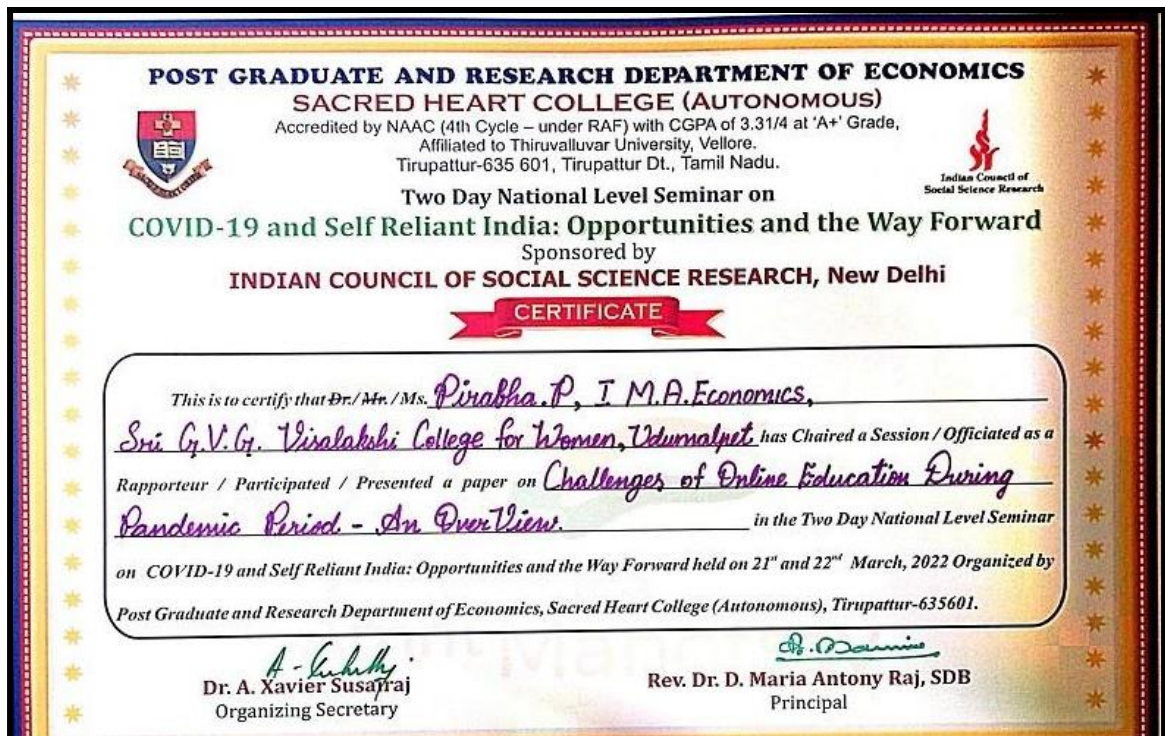 POST GRADUATE AND RESEARCH DEPARTMENT OF ECONOMICS
SACRED HEART COLLEGE (AUTONOMOUS)
Accredited by NAAC (4th Cycle – under RAF) with CGPA of 3.31/4 at 'A+' Grade,
Affiliated to Thiruvalluvar University, Vellore.
Tirupattur-635 601, Tirupattur Dt., Tamil Nadu.
Indian Council of
Social Science Research
Two Day National Level Seminar on
COVID-19 and Self Reliant India: Opportunities and the Way Forward
Sponsored by
INDIAN COUNCIL OF SOCIAL SCIENCE RESEARCH, New Delhi
CERTIFICATE
This is to certify that Dr./Mr./Ms. Pirabha.P, I M.A.Economics,
Sri G.V.G. Visalakshi College for Women, Udumalpet has Chaired a Session / Officiated as a
Rapporteur / Participated / Presented a paper on Challenges of Online Education During
Pandemic Period - An OverView. in the Two Day National Level Seminar
on COVID-19 and Self Reliant India: Opportunities and the Way Forward held on 21st and 22nd March, 2022 Organized by
Post Graduate and Research Department of Economics, Sacred Heart College (Autonomous), Tirupattur-635601.
Dr. A. Xavier Susairaj
Organizing Secretary
Rev. Dr. D. Maria Antony Raj, SDB
Principal